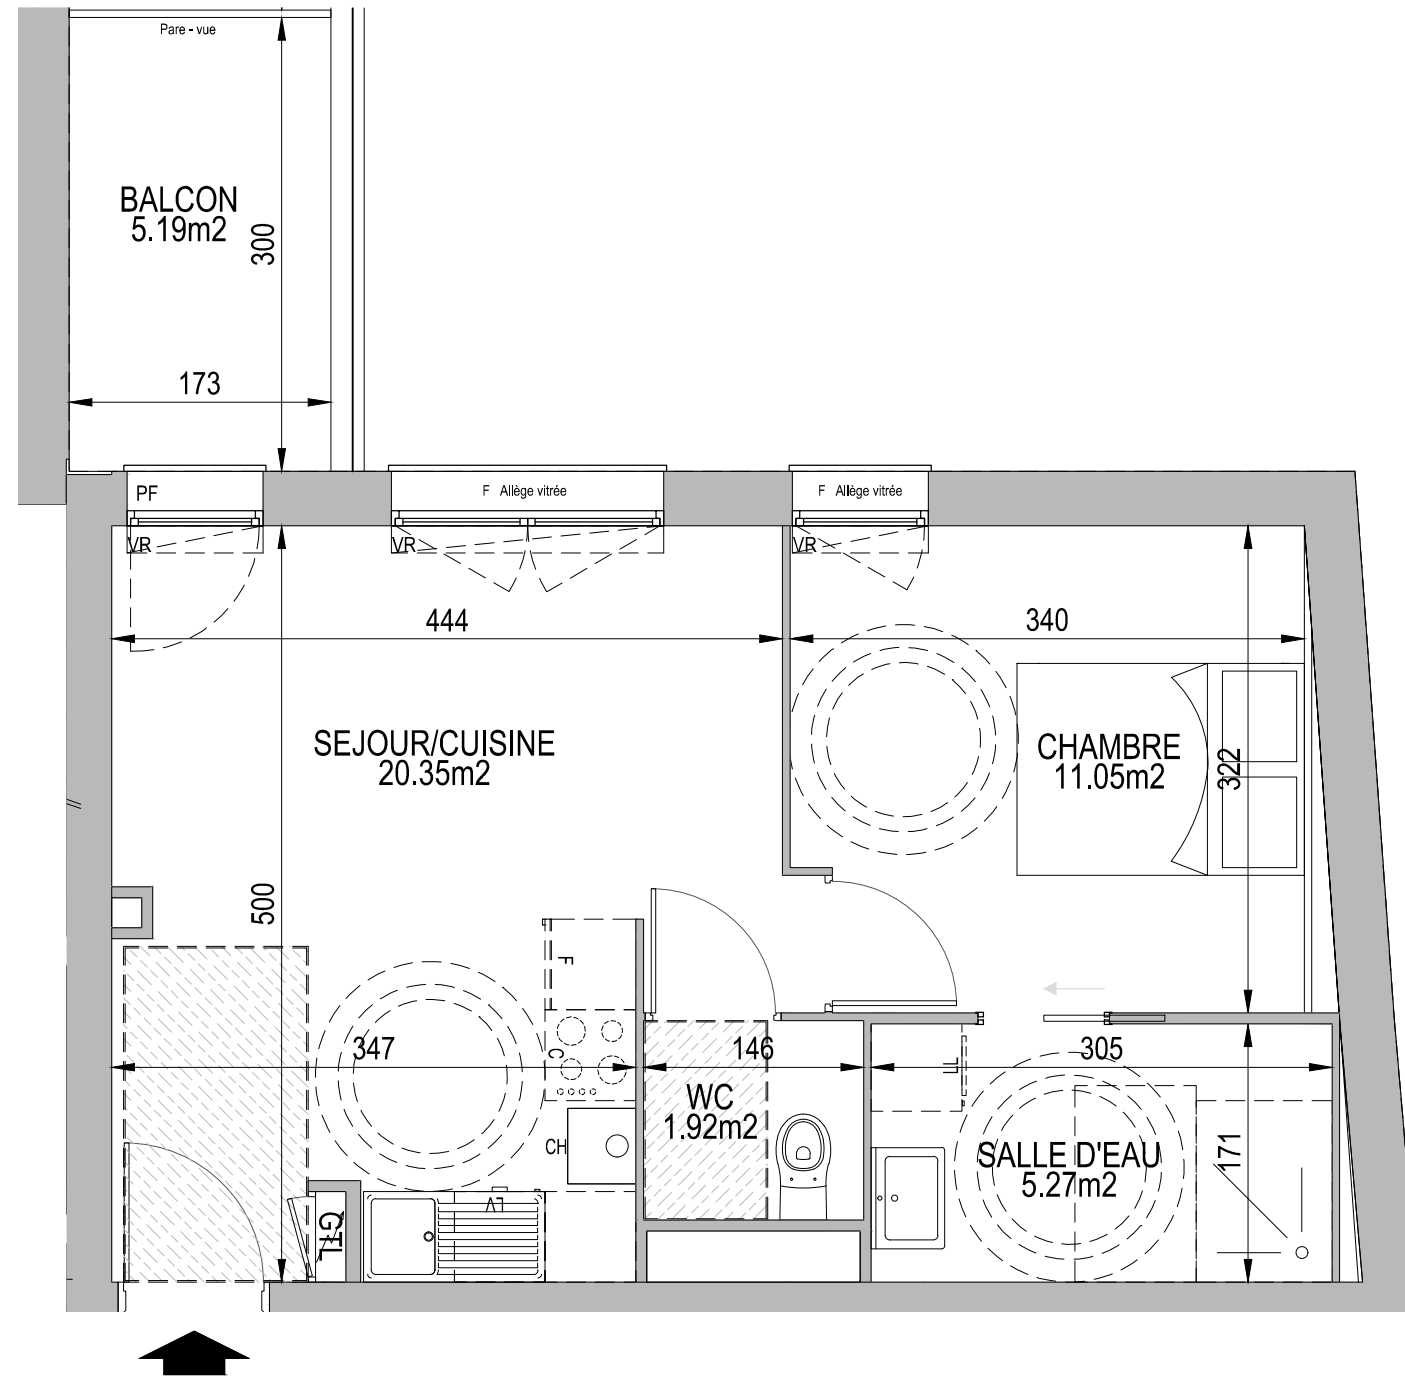 Pare - vue
BALCON
5.19m2
300
173
PF
F Allège vitrée
F Allège vitrée
VR
VR
VR
444
340
SEJOUR/CUISINE
20.35m2
CHAMBRE
11.05m2
322
500
F
347
C
146
LL
305
WC
1.92m2
CH
SALLE D'EAU
5.27m2
171
LV
GTL